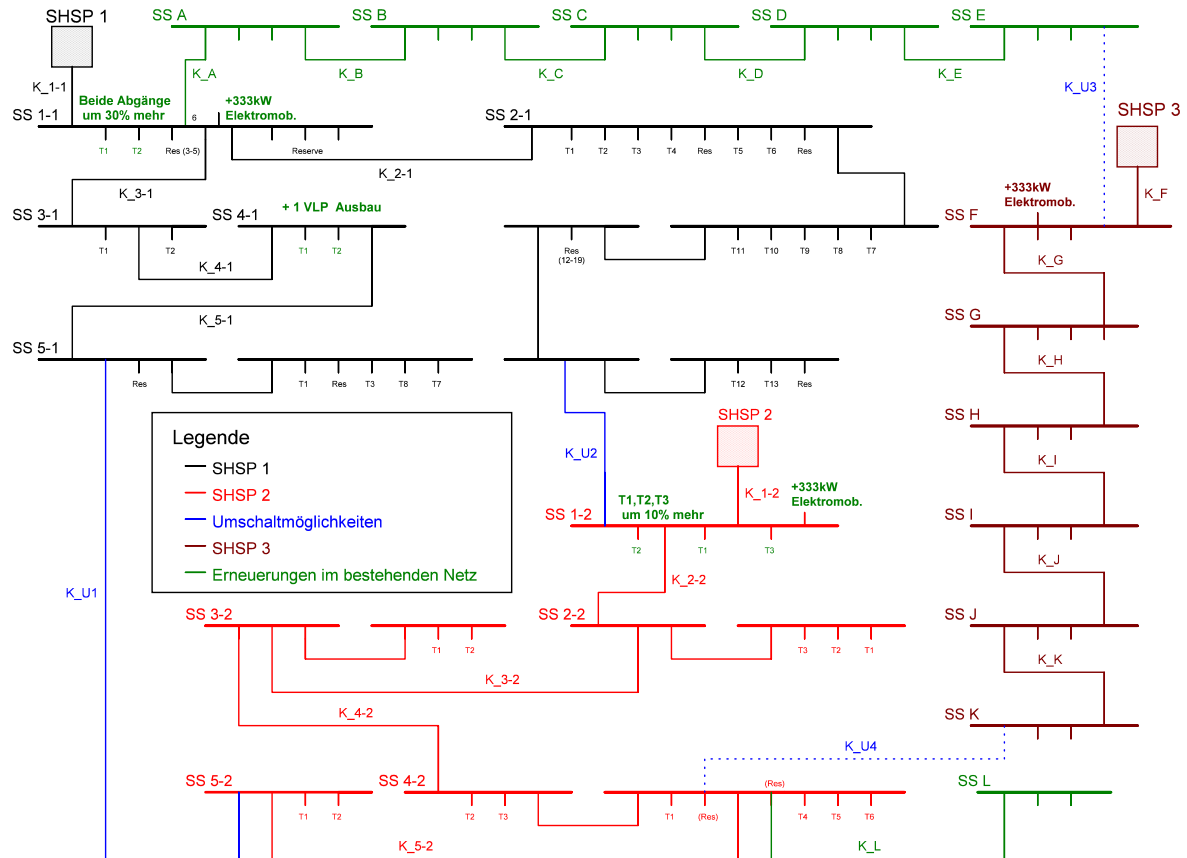 SHSP 1
SS A
SS B
SS C
SS D
SS E
K_A
K_B
K_C
K_D
K_E
K_1-1
K_U3
Beide Abgänge
um 30% mehr
6
+333kW
Elektromob.
SS 1-1
SS 2-1
SHSP 3
T1
T2
Res (3-5)
Reserve
T1
T2
T3
T4
Res
T5
T6
Res
K_2-1
K_3-1
K_F
+333kW
Elektromob.
SS 3-1
SS 4-1
+ 1 VLP Ausbau
SS F
T1
T2
T1
T2
Res
(12-19)
T11
T10
T9
T8
T7
K_4-1
K_G
K_5-1
SS G
SS 5-1
K_H
Res
T1
Res
T3
T8
T7
T12
T13
Res
Legende
SHSP 1
SHSP 2
Umschaltmöglichkeiten
SHSP 3
Erneuerungen im bestehenden Netz
SHSP 2
SS H
K_U2
K_I
K_1-2
+333kW
Elektromob.
T1,T2,T3
um 10% mehr
SS 1-2
SS I
T2
T1
T3
K_J
K_2-2
K_U1
SS 3-2
SS 2-2
SS J
T1
T2
T3
T2
T1
K_K
K_3-2
K_4-2
SS K
K_U4
SS 5-2
SS 4-2
(Res)
SS L
T1
T2
T2
T3
T1
(Res)
T4
T5
T6
K_5-2
K_L